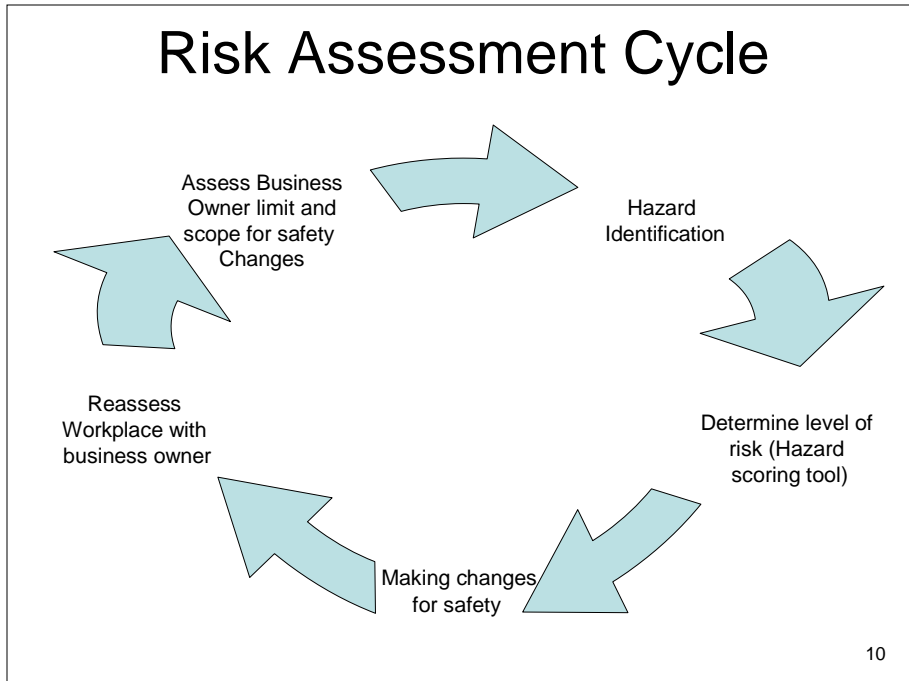 Risk Assessment Cycle
Assess Business
Owner limit and
scope for safety
Changes
Hazard
Identification
Determine level of
risk (Hazard
scoring tool)
Making changes
for safety
Reassess
Workplace with
business owner
10